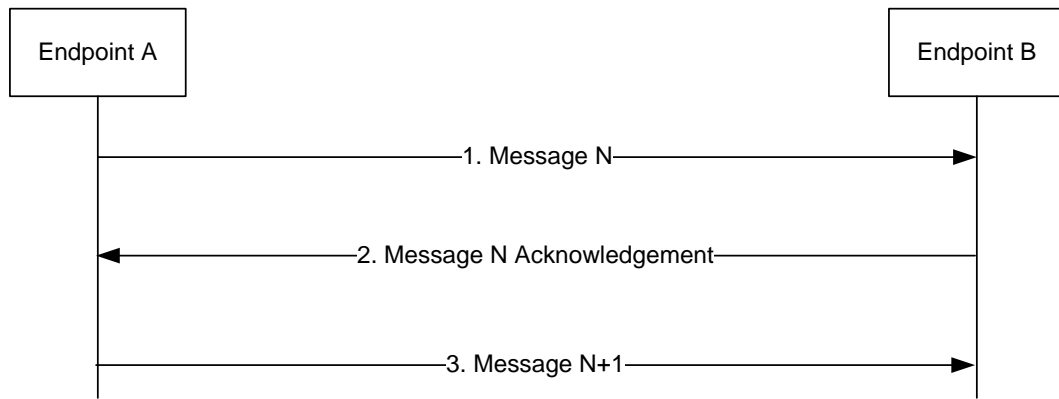 Endpoint A
Endpoint B
1. Message N
2. Message N Acknowledgement
3. Message N+1